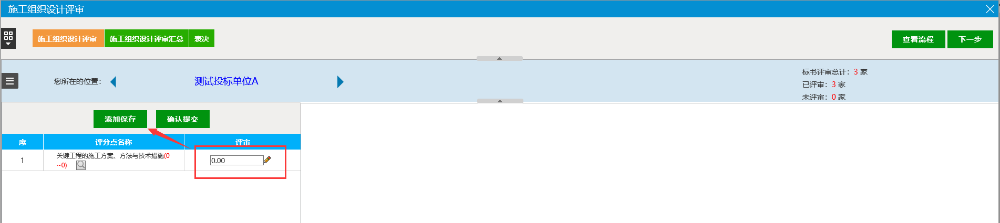 施工组织设计评审
施工组织设计评审 施工组织设计评审汇总 表决 查看流程 下一步
您所在的位置： 测试投标单位A
标书评审总计：3 家
已评审：3 家
未评审：0 家
添加保存 确认提交
序 评分点名称 评审
1 关键工程的施工方案、方法与技术措施(0
~0) 0.00